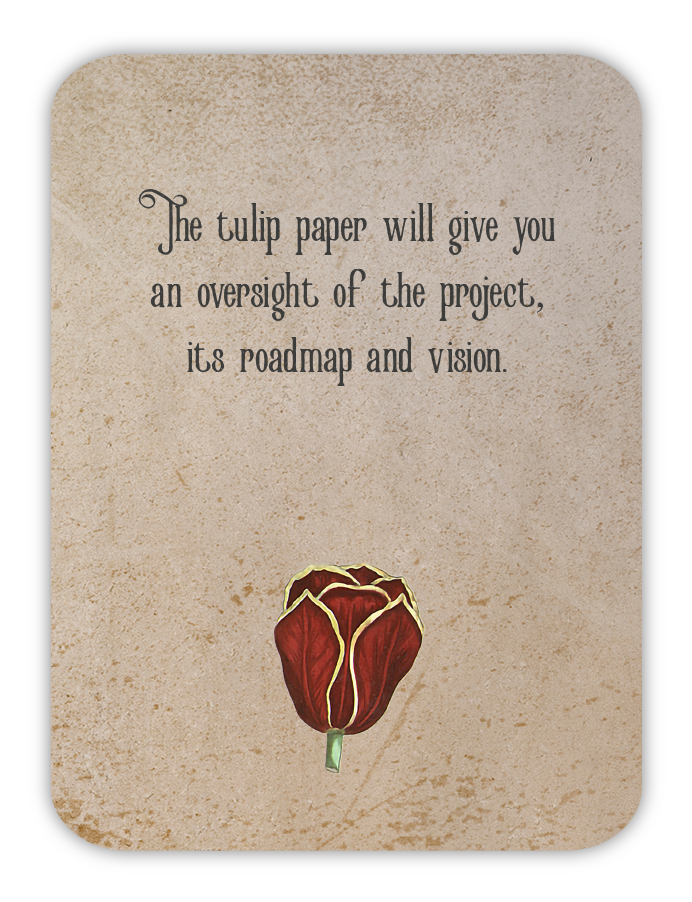 The tulip paper will give you
an oversight of the project,
its roadmap and vision.